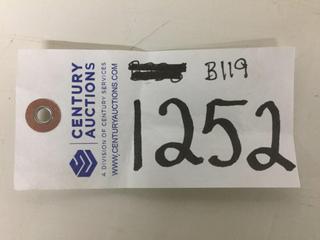 B119
1252
CENTURY
AUCTIONS
A DIVISION OF CENTURY SERVICES
WWW.CENTURYAUCTIONS.COM